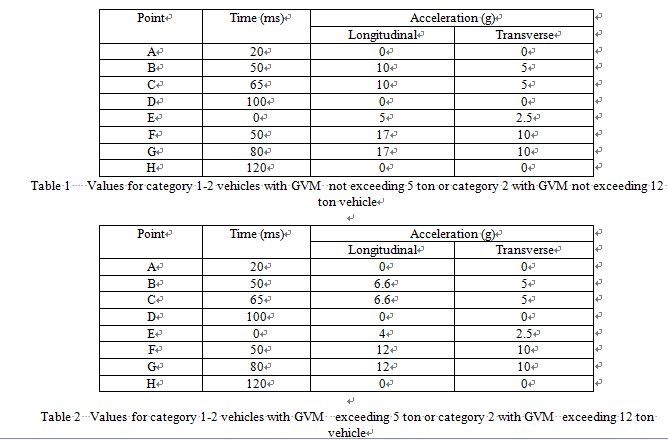 Point Time (ms) Acceleration (g)
Longitudinal Transverse
A 20 0 0
B 50 10 5
C 65 10 5
D 100 0 0
E 0 5 2.5
F 50 17 10
G 80 17 10
H 120 0 0
Table 1 Values for category 1-2 vehicles with GVM not exceeding 5 ton or category 2 with GVM not exceeding 12
ton vehicle
Point Time (ms) Acceleration (g)
Longitudinal Transverse
A 20 0 0
B 50 6.6 5
C 65 6.6 5
D 100 0 0
E 0 4 2.5
F 50 12 10
G 80 12 10
H 120 0 0
Table 2 Values for category 1-2 vehicles with GVM exceeding 5 ton or category 2 with GVM exceeding 12 ton
vehicle